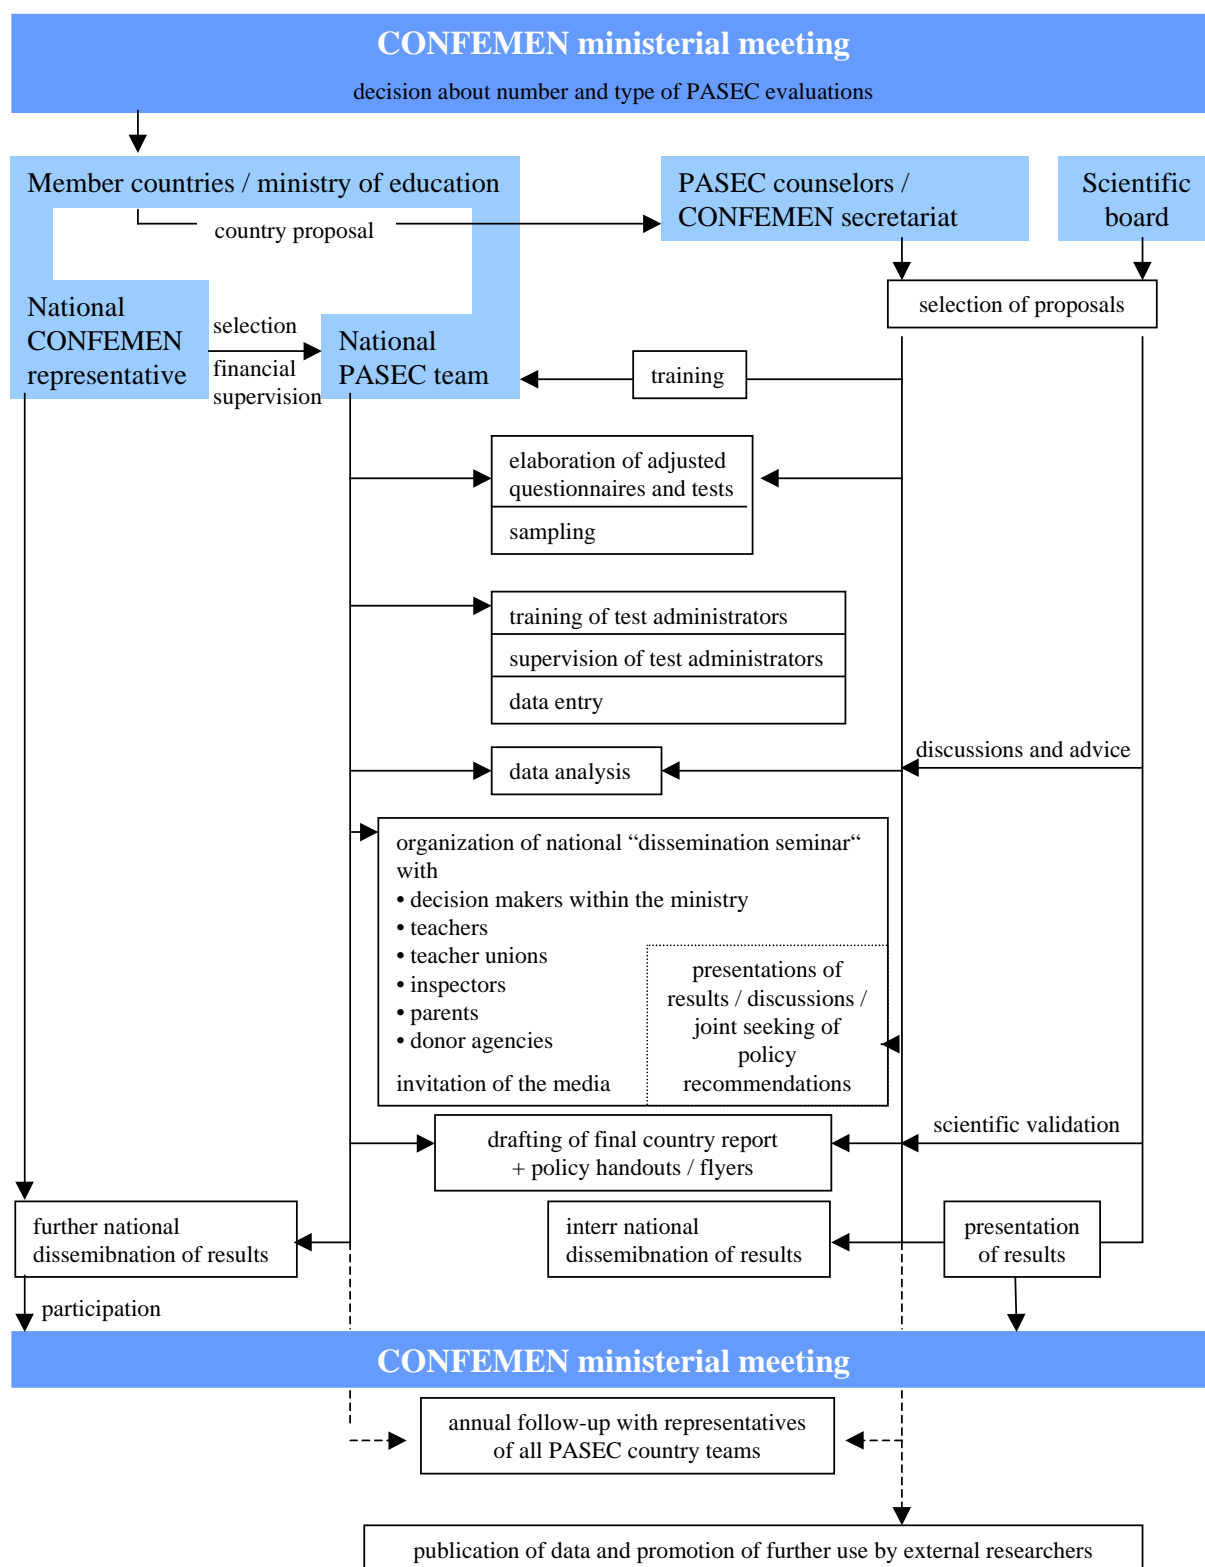 CONFEMEN ministerial meeting
decision about number and type of PASEC evaluations
Member countries / ministry of education
country proposal
PASEC counselors /
CONFEMEN secretariat
Scientific
board
selection of proposals
National
CONFEMEN
representative
selection
financial
supervision
National
PASEC team
training
elaboration of adjusted
questionnaires and tests
sampling
training of test administrators
supervision of test administrators
data entry
data analysis
discussions and advice
organization of national “dissemination seminar“
with
• decision makers within the ministry
• teachers
• teacher unions
• inspectors
• parents
• donor agencies
invitation of the media
presentations of
results / discussions /
joint seeking of
policy
recommendations
drafting of final country report
+ policy handouts / flyers
scientific validation
further national
dissemibnation of results
interr national
dissemibnation of results
presentation
of results
participation
CONFEMEN ministerial meeting
annual follow-up with representatives
of all PASEC country teams
publication of data and promotion of further use by external researchers